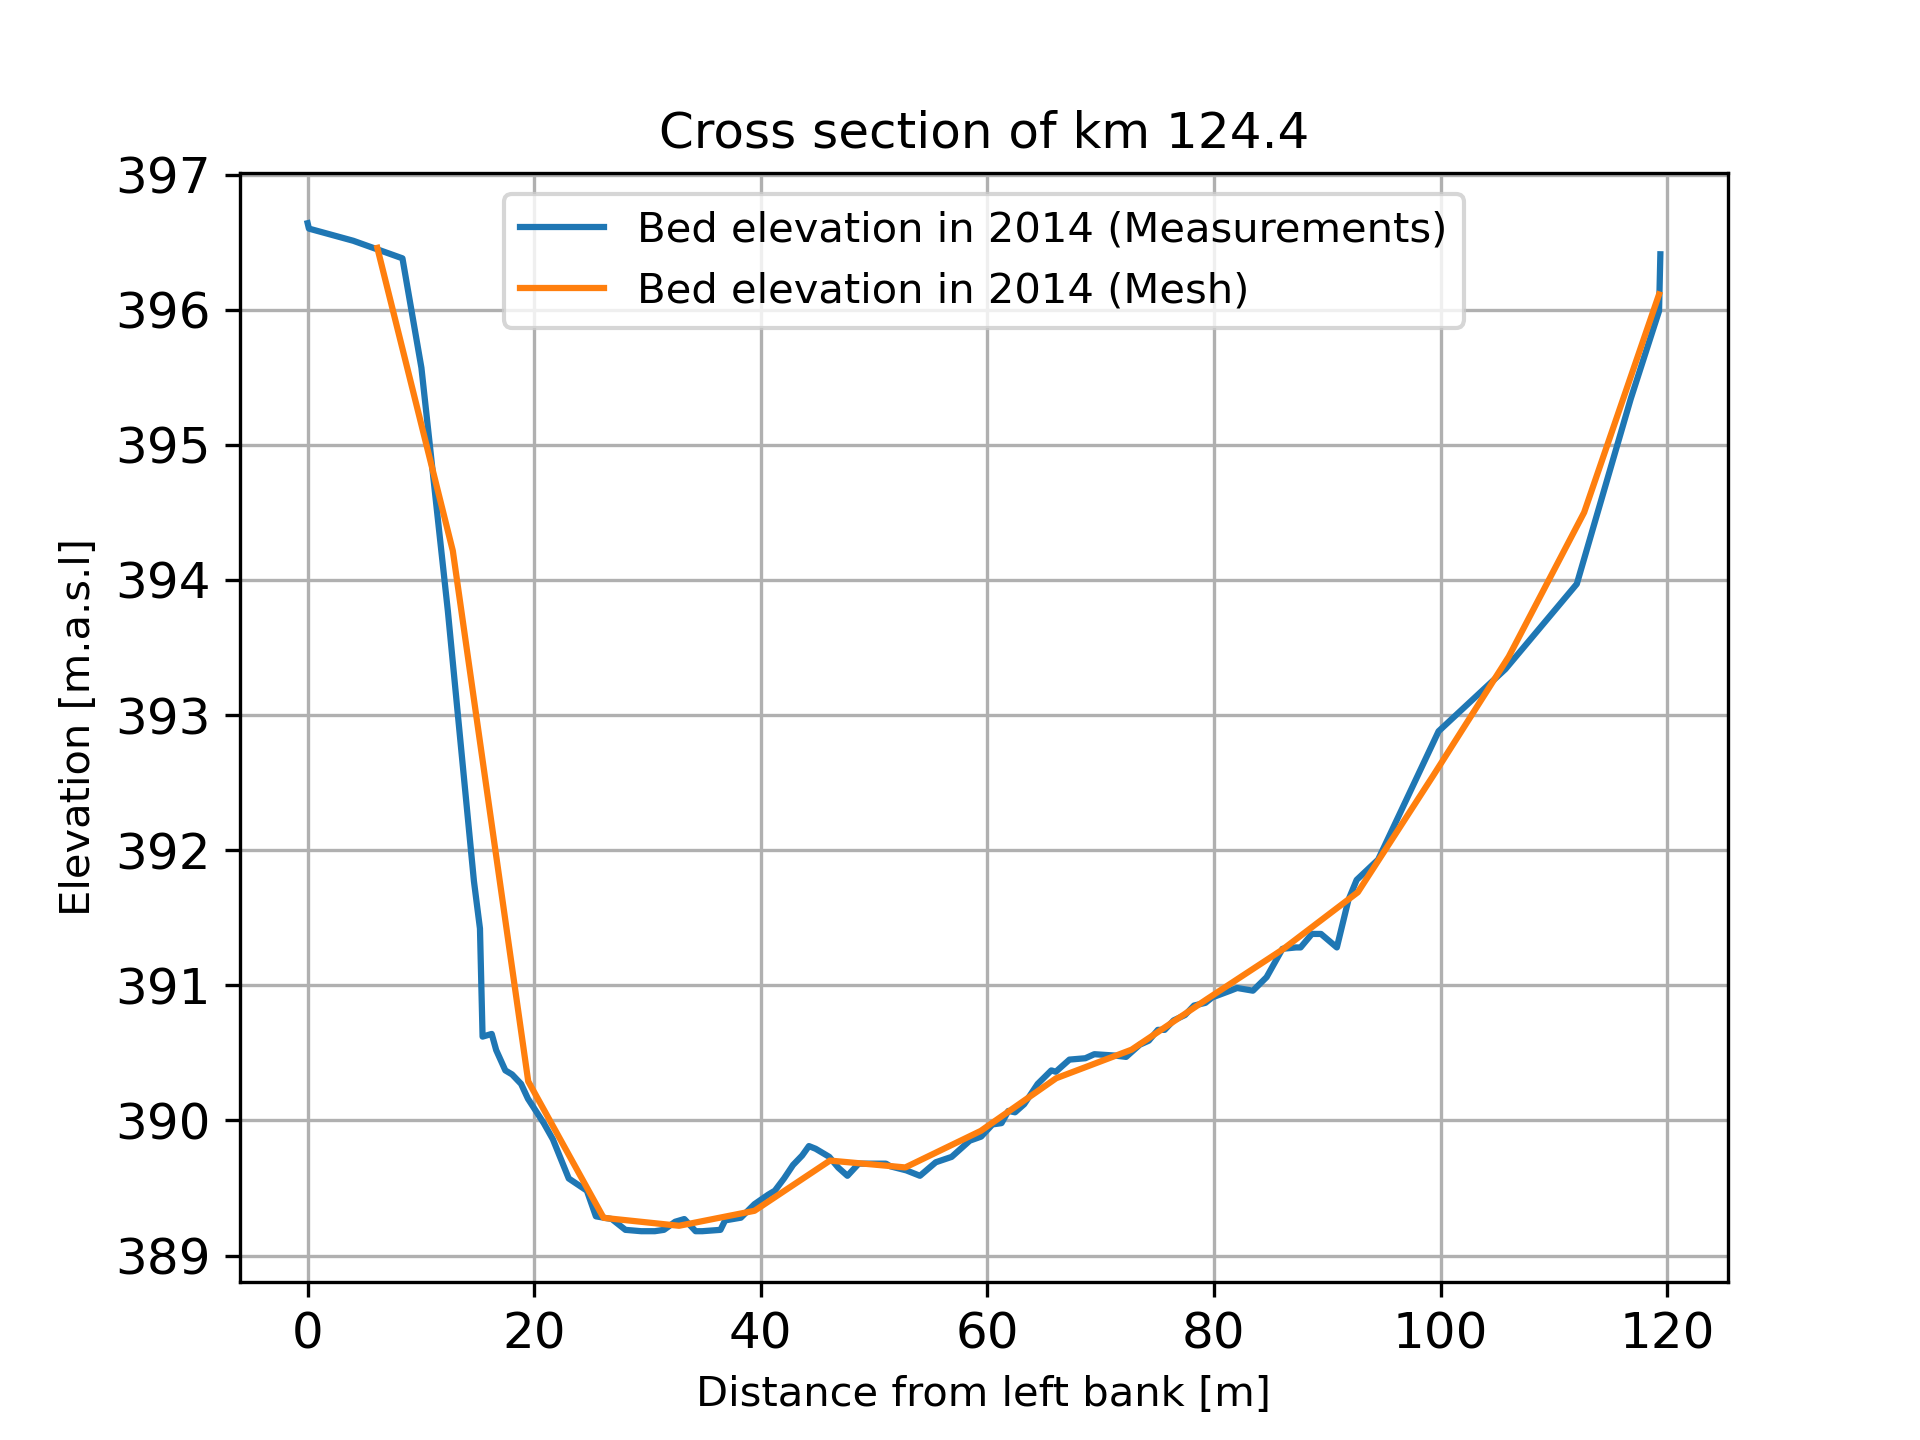 Cross section of km 124.4
Bed elevation in 2014 (Measurements)
Bed elevation in 2014 (Mesh)
397
396
395
394
393
392
391
390
389
Elevation [m.a.s.l]
0 20 40 60 80 100 120
Distance from left bank [m]